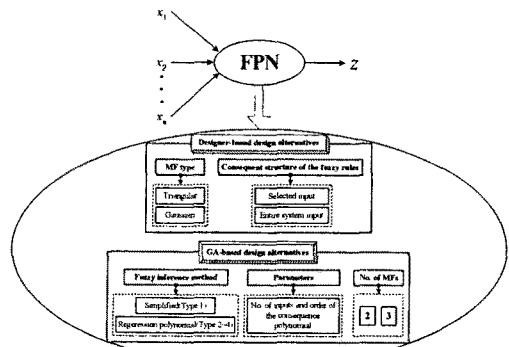 x1
x2
xn
FPN
z
Designer-based design alternatives
MF type
Consequent structure of the fuzzy rules
Triangular
Selected input
Gaussian
Entire system input
GA-based design alternatives
Fuzzy inference method
Parameters
No. of MFs
Simplified(Type 1)
No. of inputs and order of
the consequence
polynomial
2
3
Regression polynomial(Type 2~4)